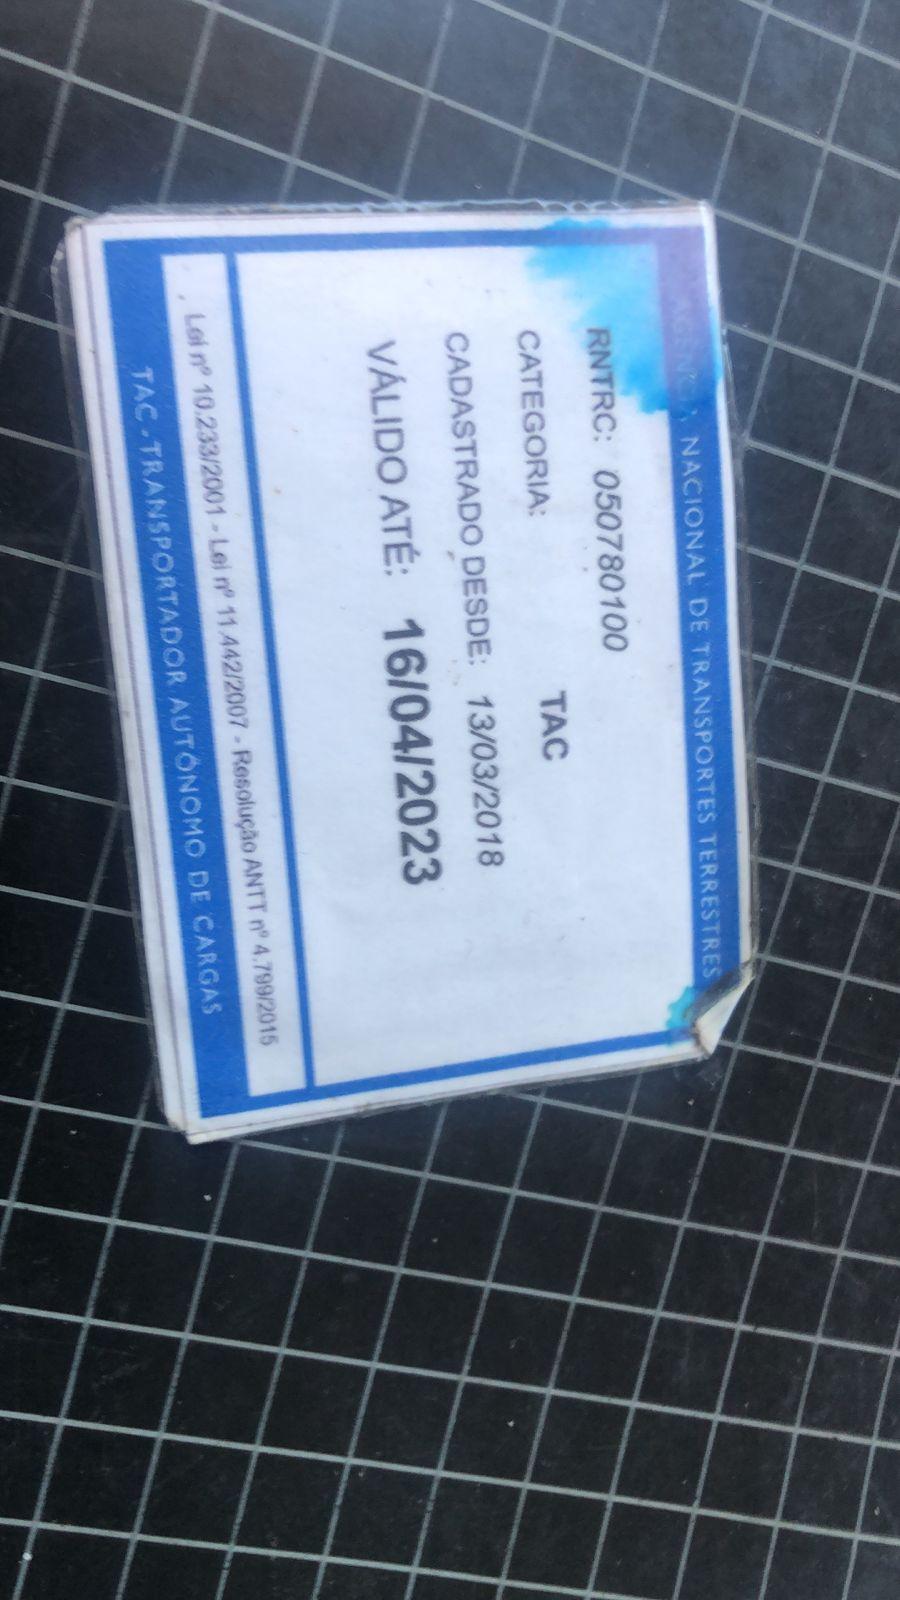 AGÊNCIA NACIONAL DE TRANSPORTES TERRESTRES
RNTRC: 050780100
CATEGORIA: TAC
CADASTRADO DESDE: 13/03/2018
VÁLIDO ATÉ: 16/04/2023
Lei nº 10.233/2001 - Lei nº 11.442/2007 - Resolução ANTT nº 4.799/2015
TAC - TRANSPORTADOR AUTÔNOMO DE CARGAS